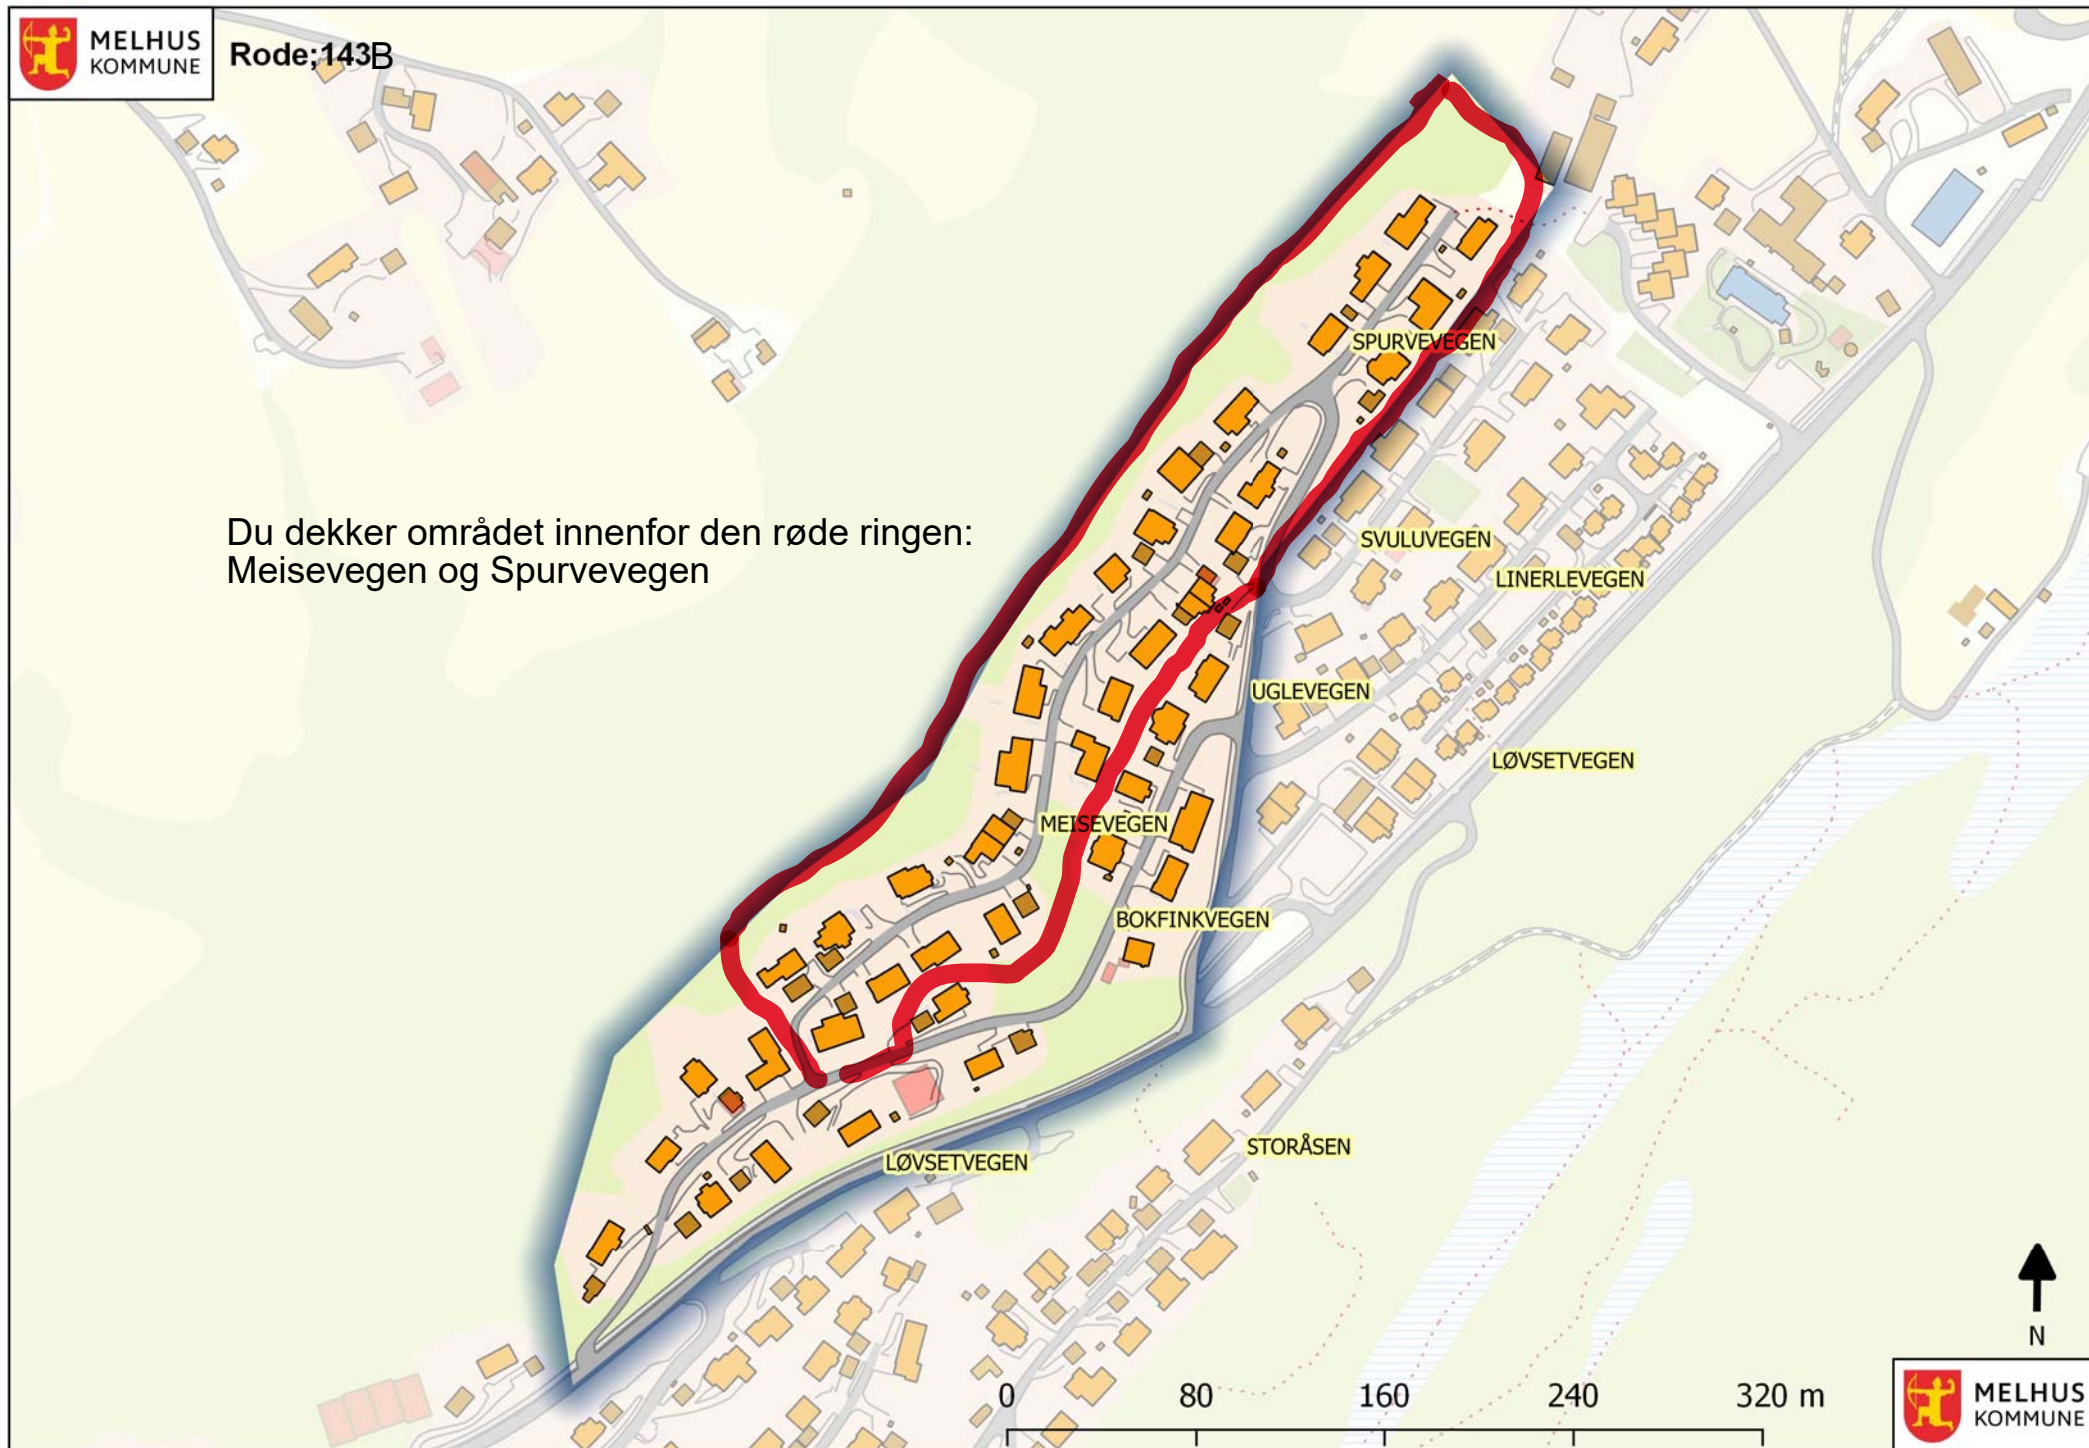 MELHUS
KOMMUNE
Rode;143B
SPURVEVEGEN
Du dekker området innenfor den røde ringen:
Meisevegen og Spurvevegen
SVULUVEGEN
LINERLEVEGEN
UGLEVEGEN
LØVSETVEGEN
MEISEVEGEN
BOKFINKVEGEN
STORÅSEN
LØVSETVEGEN
N
0 80 160 240 320 m
MELHUS
KOMMUNE